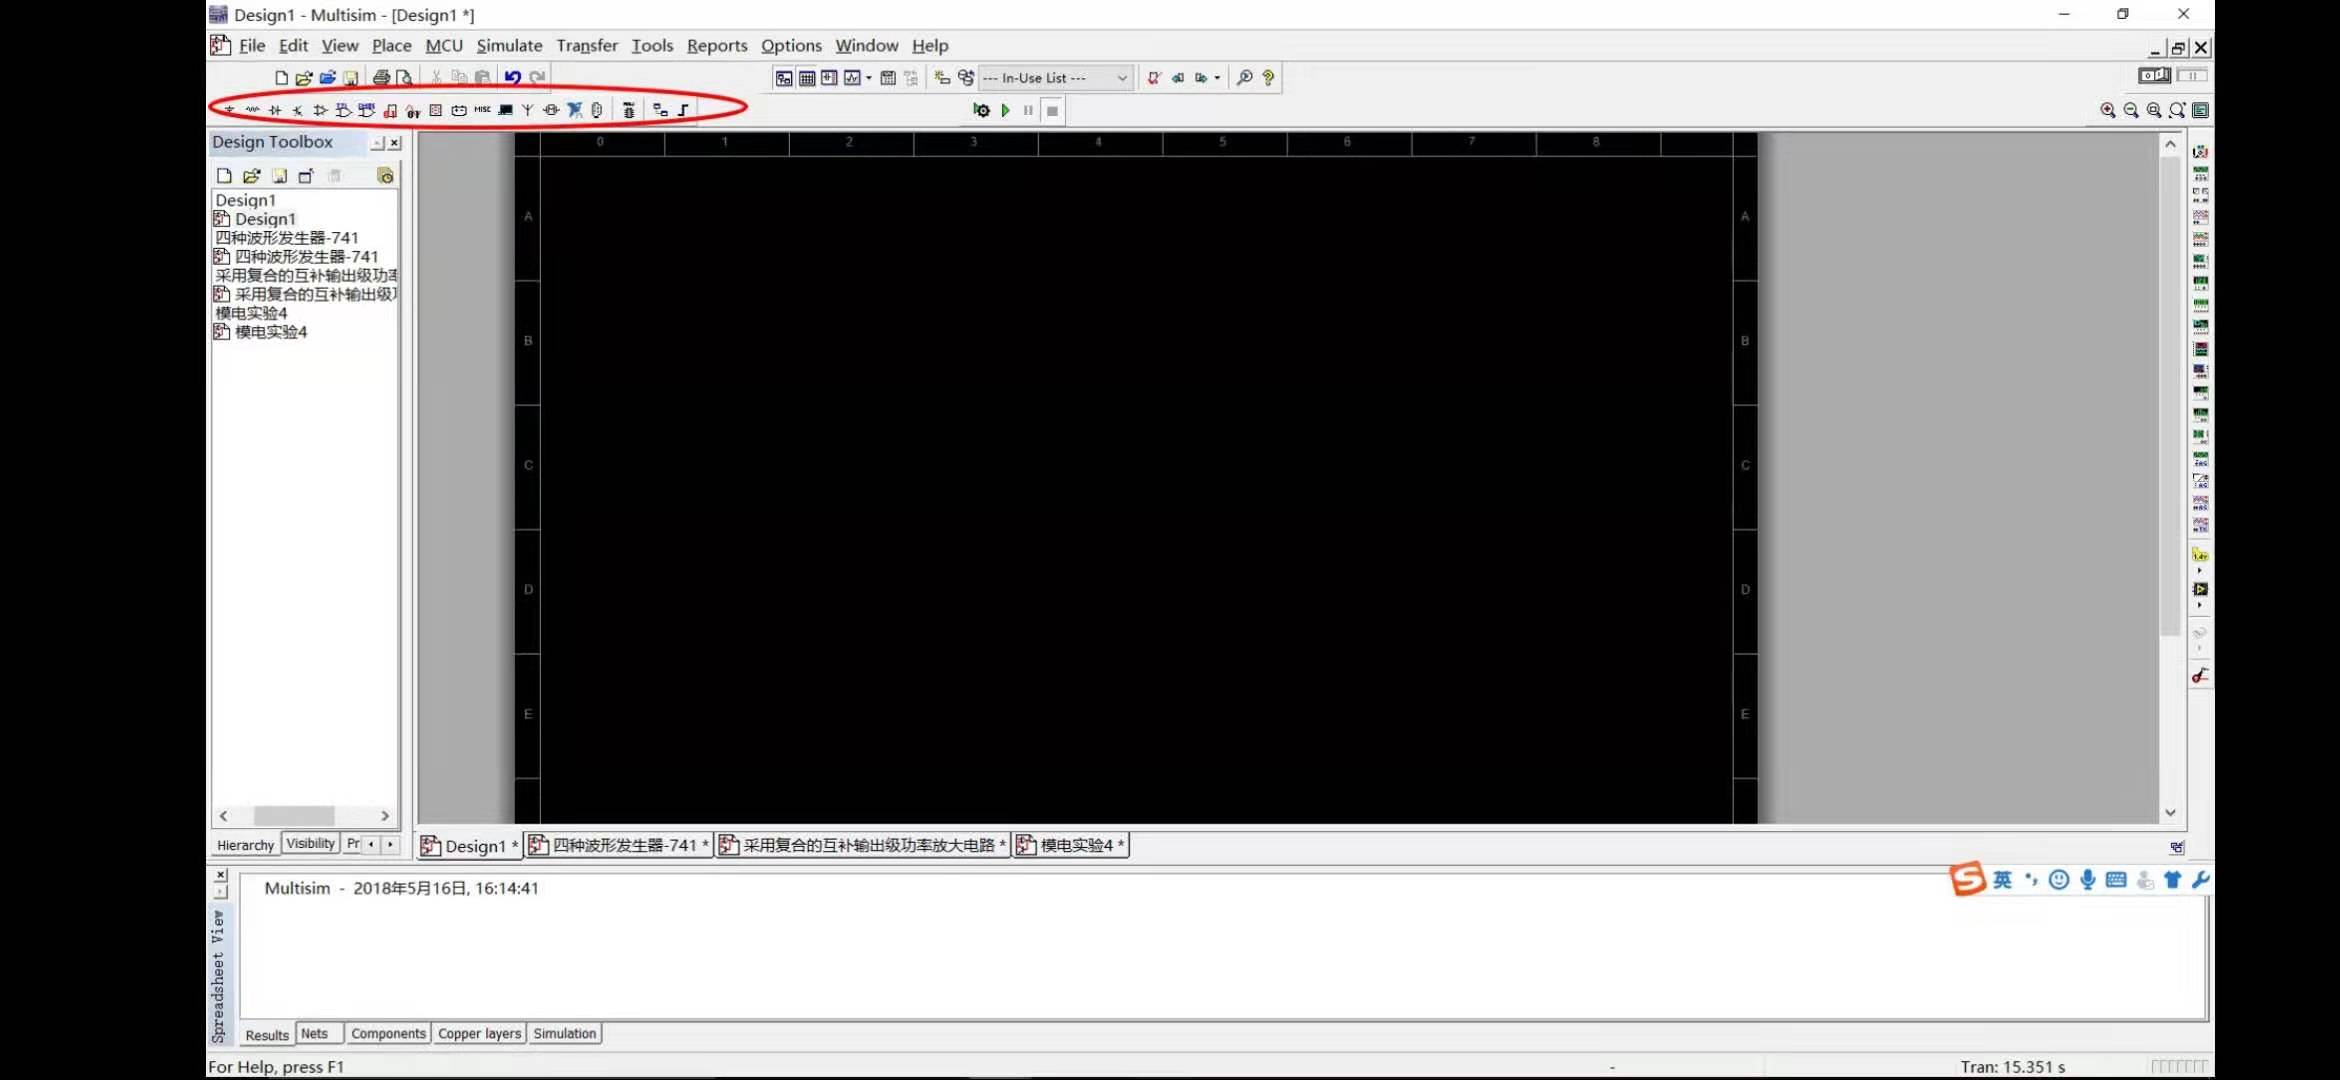 Design1 - Multisim - [Design1 *]
File Edit View Place MCU Simulate Transfer Tools Reports Options Window Help
--- In-Use List ---
MISC
Design Toolbox
0 1 2 3 4 5 6 7 8
Design1
Design1
四种波形发生器-741
四种波形发生器-741
采用复合的互补输出级功率
采用复合的互补输出级
模电实验4
模电实验4
A A
B B
C C
D D
E E
Hierarchy Visibility Pr
Design1 * 四种波形发生器-741 * 采用复合的互补输出级功率放大电路 * 模电实验4 *
Multisim - 2018年5月16日, 16:14:41
英
Spreadsheet View
Results Nets Components Copper layers Simulation
For Help, press F1
- Tran: 15.351 s